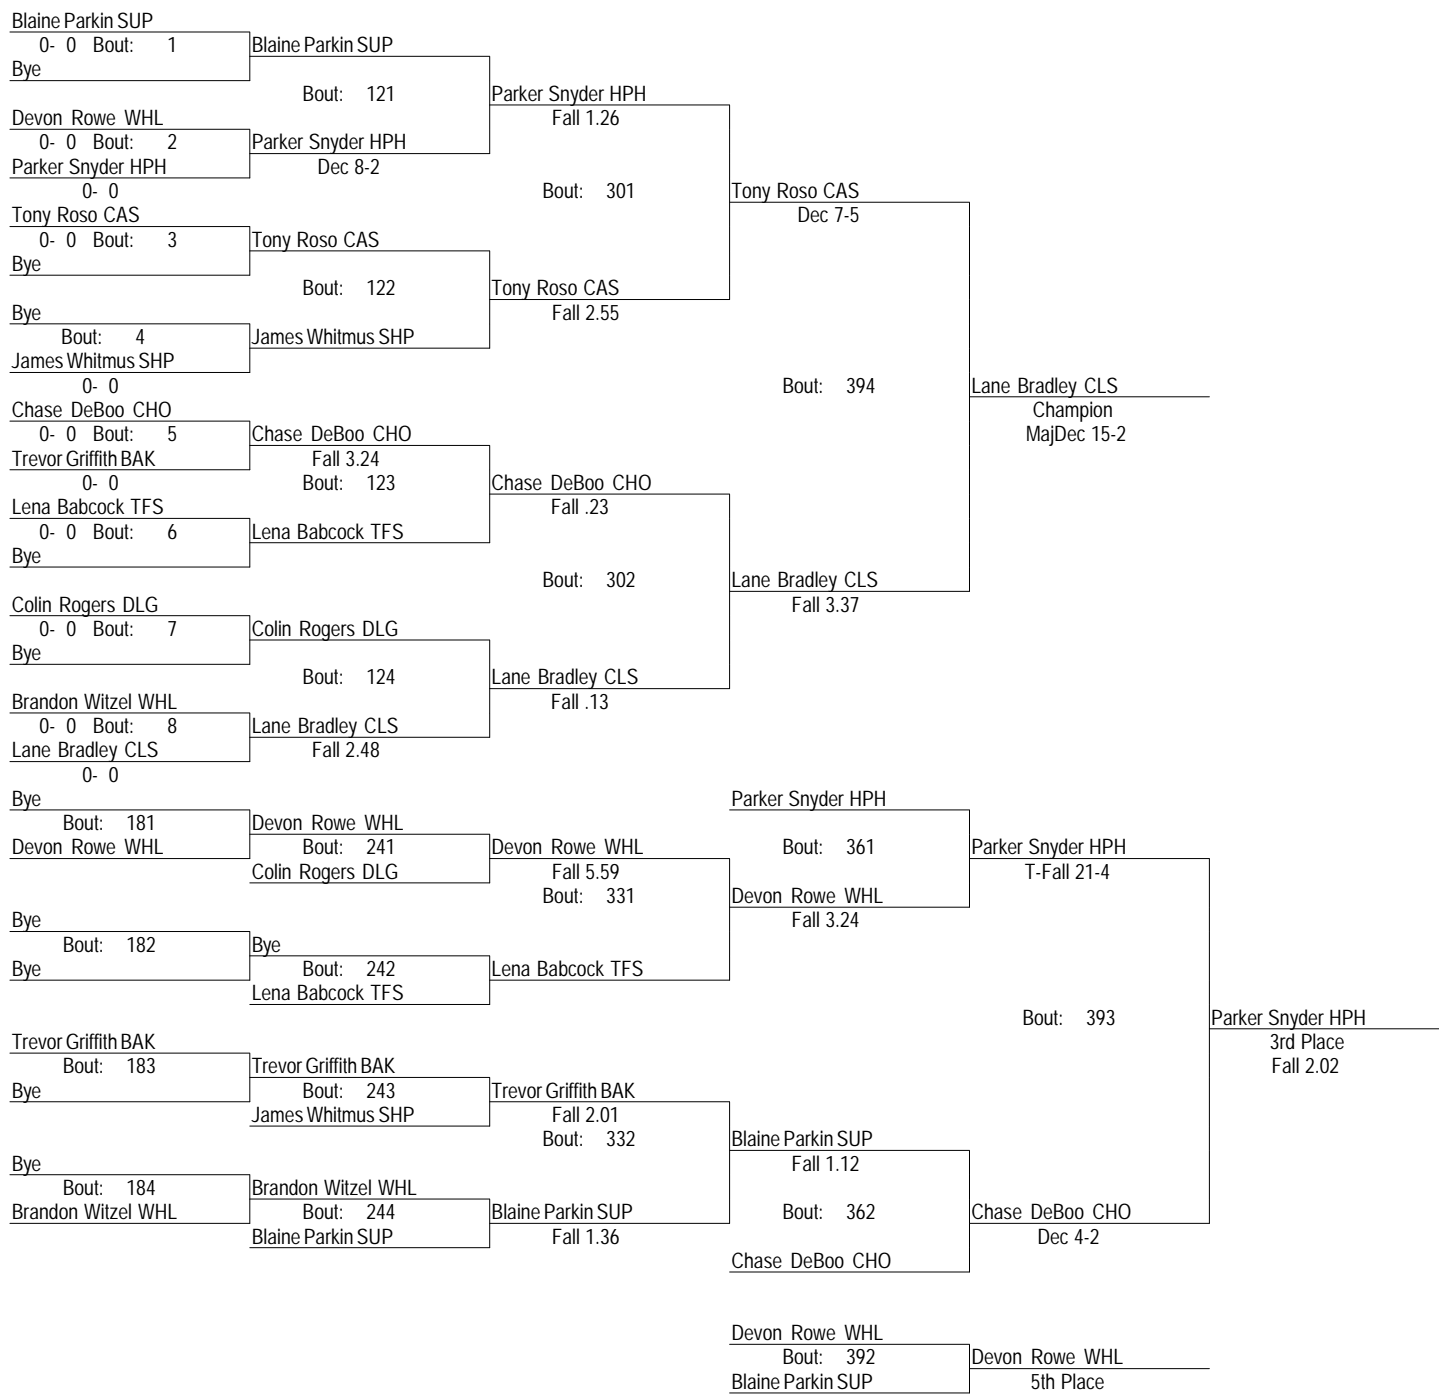 Blaine Parkin SUP
0- 0 Bout: 1
Blaine Parkin SUP
Bye
Bout: 121
Parker Snyder HPH
Devon Rowe WHL
Fall 1.26
0- 0 Bout: 2
Parker Snyder HPH
Parker Snyder HPH
Dec 8-2
0- 0
Bout: 301
Tony Roso CAS
Tony Roso CAS
Dec 7-5
0- 0 Bout: 3
Tony Roso CAS
Bye
Bout: 122
Tony Roso CAS
Bye
Fall 2.55
Bout: 4
James Whitmus SHP
James Whitmus SHP
0- 0
Bout: 394
Lane Bradley CLS
Chase DeBoo CHO
Champion
0- 0 Bout: 5
Chase DeBoo CHO
MajDec 15-2
Trevor Griffith BAK
Fall 3.24
0- 0
Bout: 123
Chase DeBoo CHO
Lena Babcock TFS
Fall .23
0- 0 Bout: 6
Lena Babcock TFS
Bye
Bout: 302
Lane Bradley CLS
Colin Rogers DLG
Fall 3.37
0- 0 Bout: 7
Colin Rogers DLG
Bye
Bout: 124
Lane Bradley CLS
Brandon Witzel WHL
Fall .13
0- 0 Bout: 8
Lane Bradley CLS
Lane Bradley CLS
Fall 2.48
0- 0
Bye
Parker Snyder HPH
Bout: 181
Devon Rowe WHL
Devon Rowe WHL
Bout: 241
Devon Rowe WHL
Bout: 361
Parker Snyder HPH
Colin Rogers DLG
Fall 5.59
T-Fall 21-4
Bout: 331
Devon Rowe WHL
Bye
Fall 3.24
Bout: 182
Bye
Bye
Bout: 242
Lena Babcock TFS
Lena Babcock TFS
Bout: 393
Parker Snyder HPH
Trevor Griffith BAK
3rd Place
Bout: 183
Trevor Griffith BAK
Fall 2.02
Bye
Bout: 243
Trevor Griffith BAK
James Whitmus SHP
Fall 2.01
Bout: 332
Blaine Parkin SUP
Bye
Fall 1.12
Bout: 184
Brandon Witzel WHL
Brandon Witzel WHL
Bout: 244
Blaine Parkin SUP
Bout: 362
Chase DeBoo CHO
Blaine Parkin SUP
Fall 1.36
Dec 4-2
Chase DeBoo CHO
Devon Rowe WHL
Bout: 392
Devon Rowe WHL
Blaine Parkin SUP
5th Place